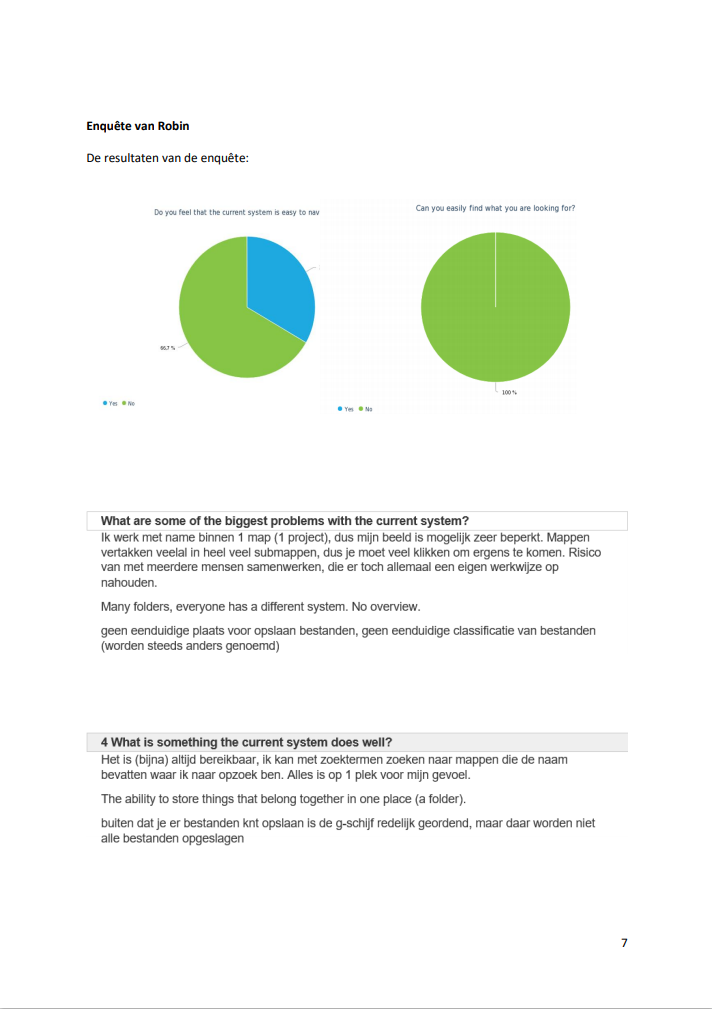 Enquête van Robin
De resultaten van de enquête:
Do you feel that the current system is easy to nav
66,7 %
Yes No
Can you easily find what you are looking for?
100 %
Yes No
What are some of the biggest problems with the current system?
Ik werk met name binnen 1 map (1 project), dus mijn beeld is mogelijk zeer beperkt. Mappen
vertakken veelal in heel veel submappen, dus je moet veel klikken om ergens te komen. Risico
van met meerdere mensen samenwerken, die er toch allemaal een eigen werkwijze op
nahouden.
Many folders, everyone has a different system. No overview.
geen eenduidige plaats voor opslaan bestanden, geen eenduidige classificatie van bestanden
(worden steeds anders genoemd)
4 What is something the current system does well?
Het is (bijna) altijd bereikbaar, ik kan met zoektermen zoeken naar mappen die de naam
bevatten waar ik naar opzoek ben. Alles is op 1 plek voor mijn gevoel.
The ability to store things that belong together in one place (a folder).
buiten dat je er bestanden knt opslaan is de g-schijf redelijk geordend, maar daar worden niet
alle bestanden opgeslagen
7